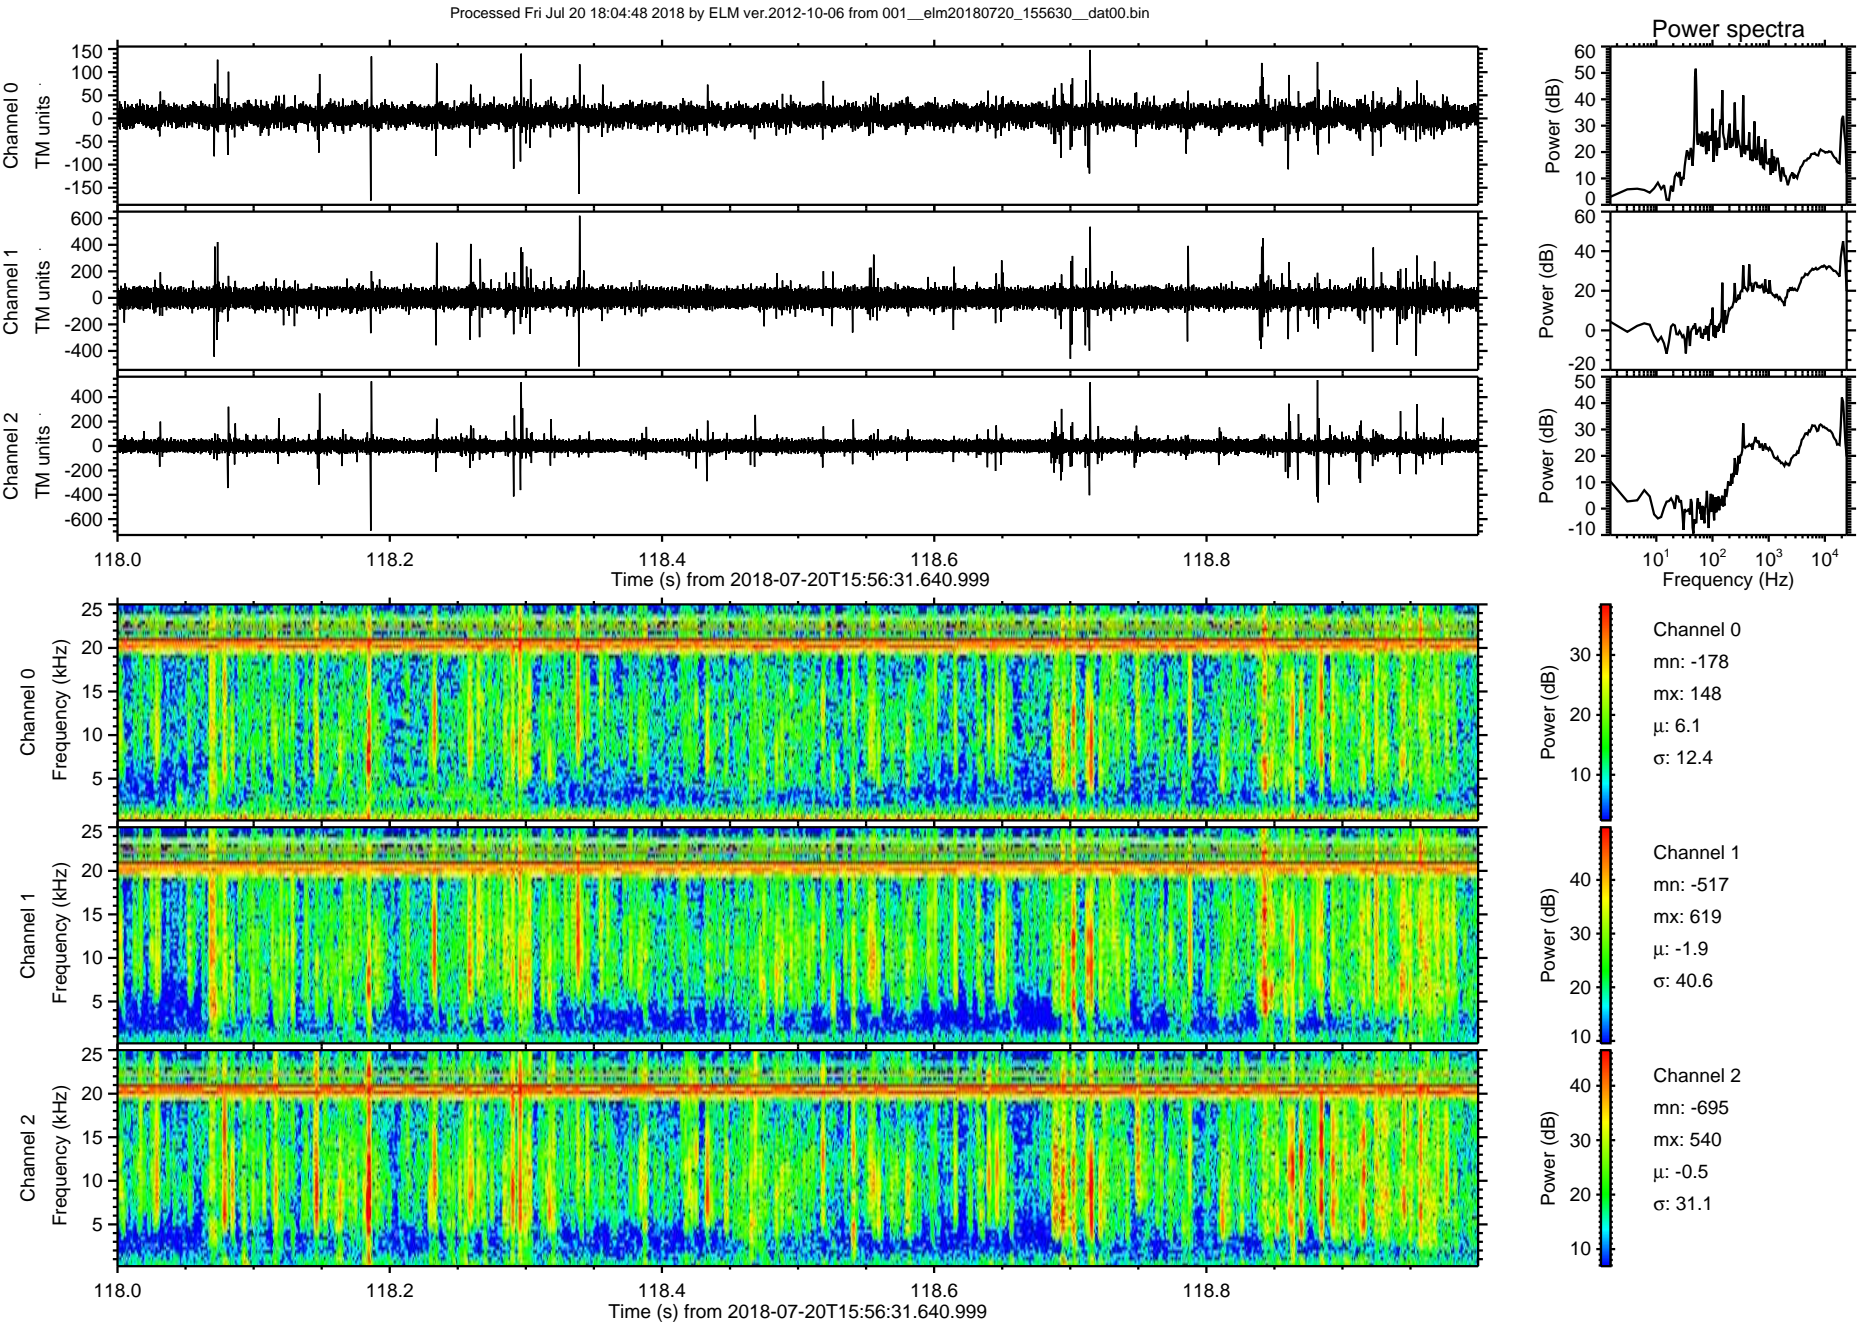 Processed Fri Jul 20 18:04:48 2018 by ELM ver.2012-10-06 from 001__elm20180720_155630__dat00.bin
Power spectra
Channel 0
TM units
150
100
50
0
-50
-100
-150
Power (dB)
60
50
40
30
20
10
0
Channel 1
TM units
600
400
200
0
-200
-400
Power (dB)
60
40
20
0
-20
Channel 2
TM units
400
200
0
-200
-400
-600
Power (dB)
50
40
30
20
10
0
-10
118.0 118.2 118.4 118.6 118.8
Time (s) from 2018-07-20T15:56:31.640.999
10^1 10^2 10^3 10^4
Frequency (Hz)
Channel 0
Frequency (kHz)
25
20
15
10
5
Power (dB)
30
20
10
Channel 0
mn: -178
mx: 148
μ: 6.1
σ: 12.4
Channel 1
Frequency (kHz)
25
20
15
10
5
Power (dB)
40
30
20
10
Channel 1
mn: -517
mx: 619
μ: -1.9
σ: 40.6
Channel 2
Frequency (kHz)
25
20
15
10
5
Power (dB)
40
30
20
10
Channel 2
mn: -695
mx: 540
μ: -0.5
σ: 31.1
118.0 118.2 118.4 118.6 118.8
Time (s) from 2018-07-20T15:56:31.640.999